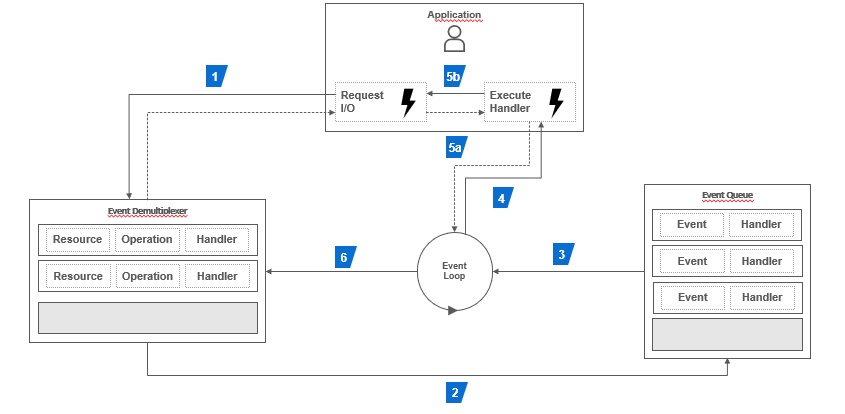 Application
5b
1
Request
I/O
Execute
Handler
5a
4
Event Demultiplexer
Resource Operation Handler
Resource Operation Handler
6
Event
Loop
3
Event Queue
Event Handler
Event Handler
Event Handler
2